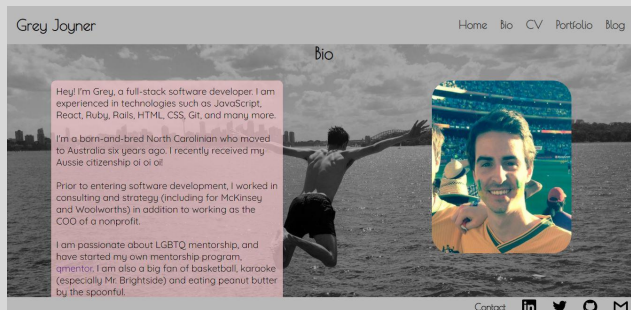 Grey Joyner
Home Bio CV Portfolio Blog
Bio
Hey! I'm Grey, a full-stack software developer. I am
experienced in technologies such as JavaScript,
React, Ruby, Rails, HTML, CSS, Git, and many more.
I'm a born-and-bred North Carolinian who moved
to Australia six years ago. I recently received my
Aussie citizenship oi oi oi!
Prior to entering software development, I worked in
consulting and strategy (including for McKinsey
and Woolworths) in addition to working as the
COO of a nonprofit.
I am passionate about LGBTQ mentorship, and
have started my own mentorship program,
qmentor. I am also a big fan of basketball, karaoke
(especially Mr. Brightside) and eating peanut butter
by the spoonful.
Contact